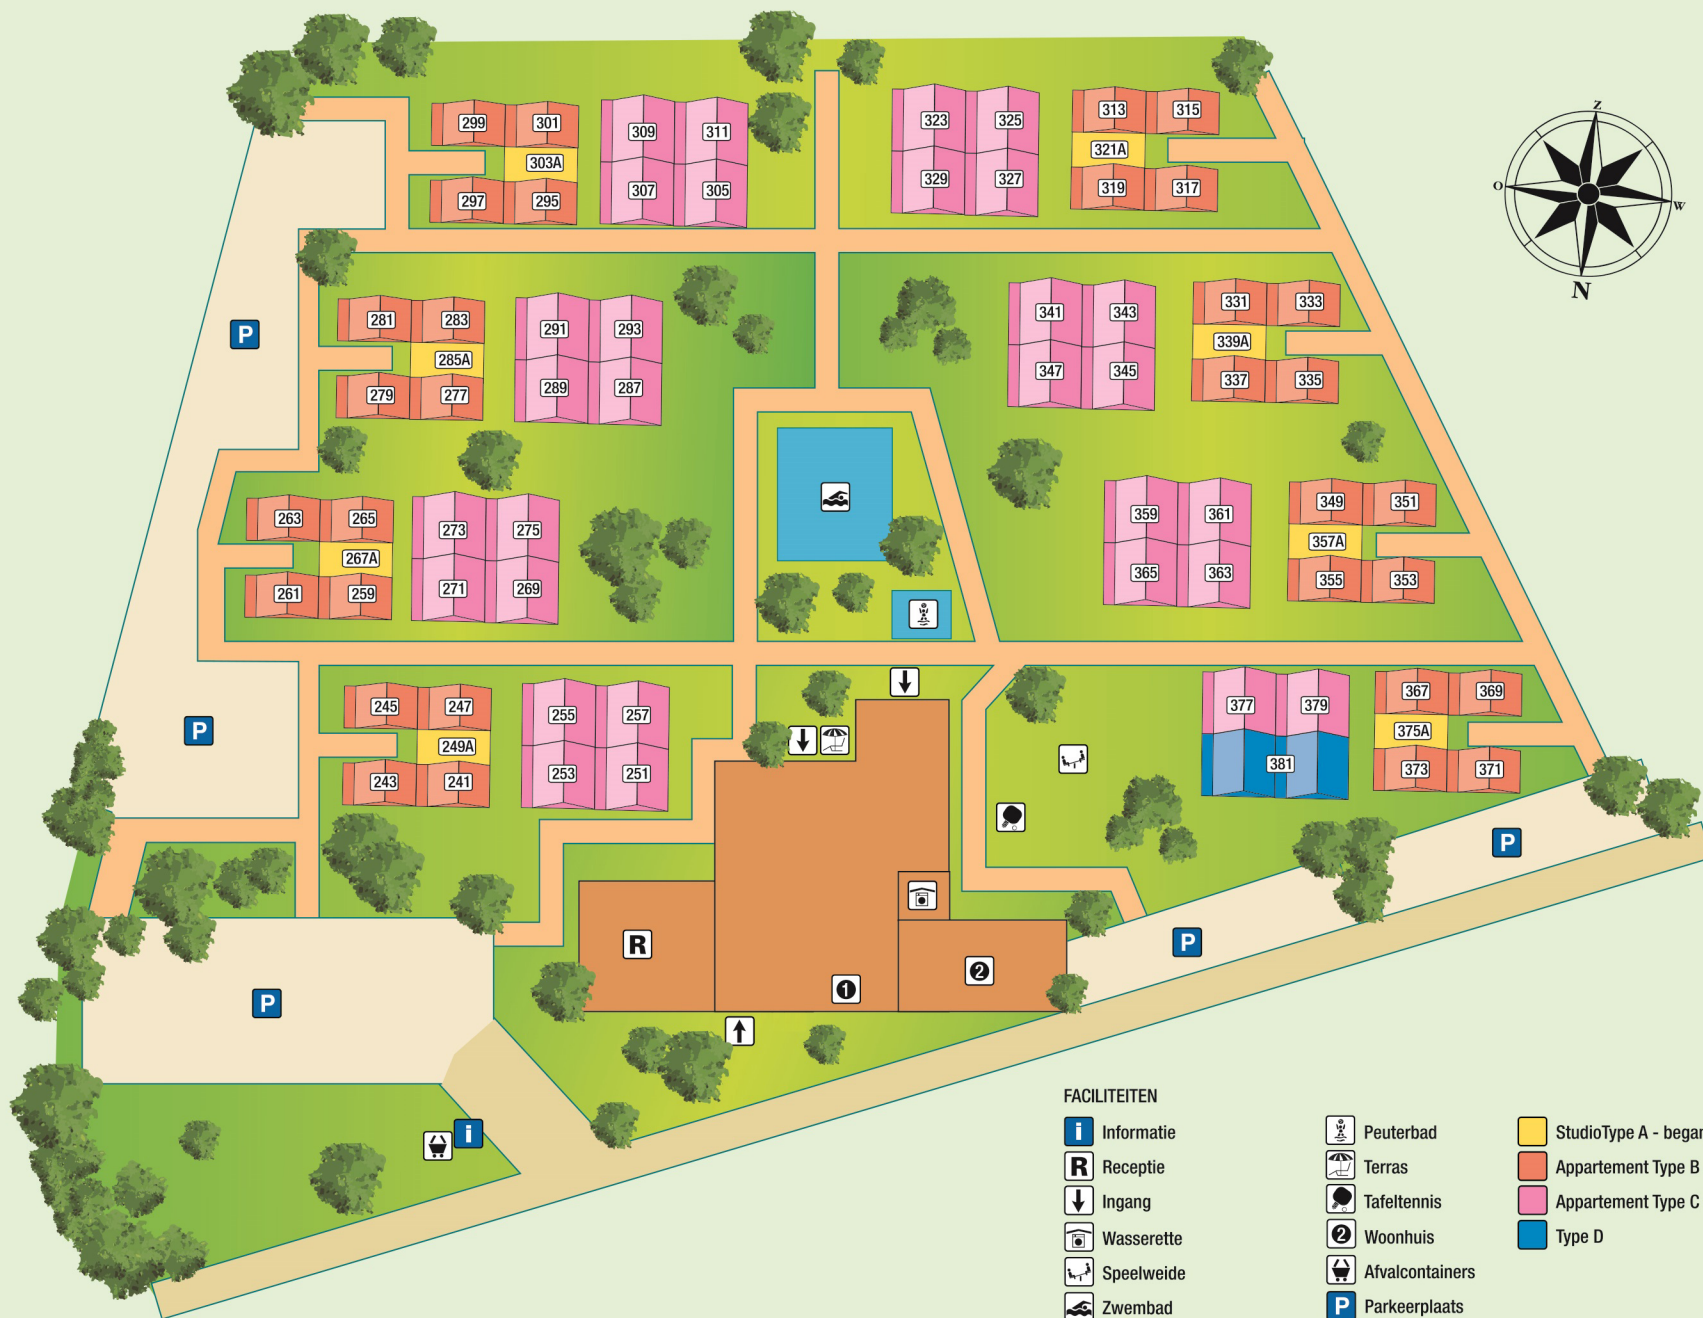 Z
O
W
N
299 301
303A
297 295
309 311
307 305
323 325
329 327
313 315
321A
319 317
281 283
285A
279 277
291 293
289 287
341 343
347 345
331 333
339A
337 335
P
263 265
267A
261 259
273 275
271 269
359 361
365 363
349 351
357A
355 353
245 247
249A
243 241
255 257
253 251
377 379
381
367 369
375A
373 371
P
P
R
1
2
P
P
i
FACILITEITEN
i Informatie
R Receptie
Ingang
Wasserette
Speelweide
Zwembad
Peuterbad
Terras
Tafeltennis
2 Woonhuis
Afvalcontainers
P Parkeerplaats
StudioType A - began
Appartement Type B
Appartement Type C
Type D